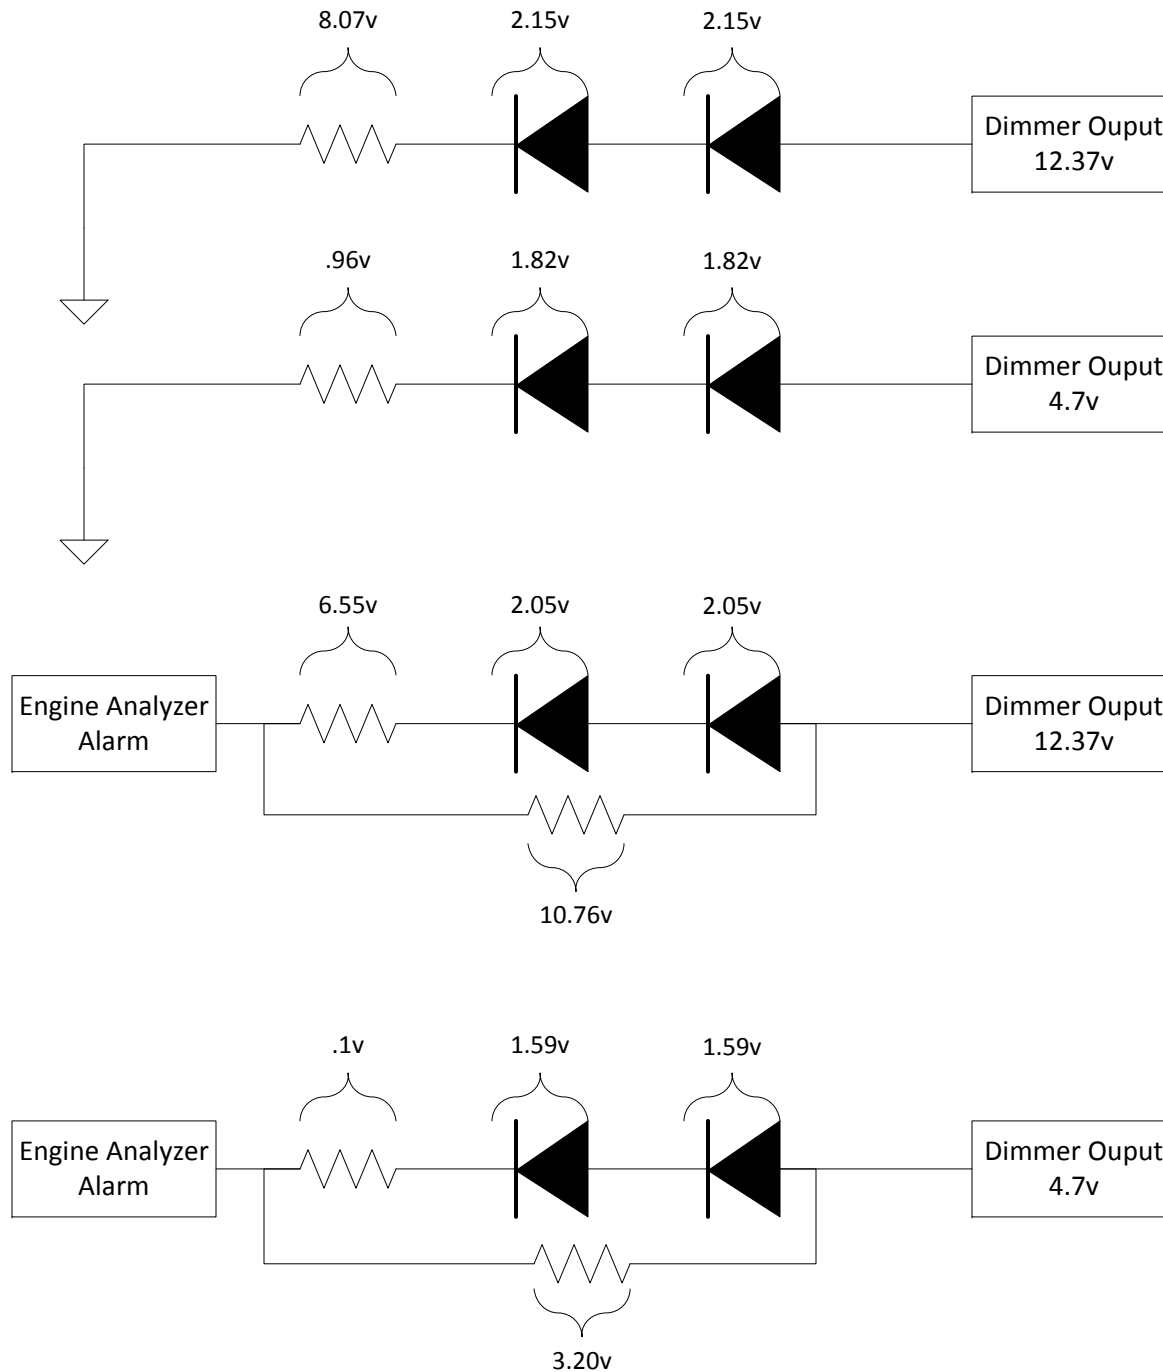 8.07v
2.15v
2.15v
Dimmer Ouput
12.37v
.96v
1.82v
1.82v
Dimmer Ouput
4.7v
6.55v
2.05v
2.05v
Engine Analyzer
Alarm
Dimmer Ouput
12.37v
10.76v
.1v
1.59v
1.59v
Engine Analyzer
Alarm
Dimmer Ouput
4.7v
3.20v